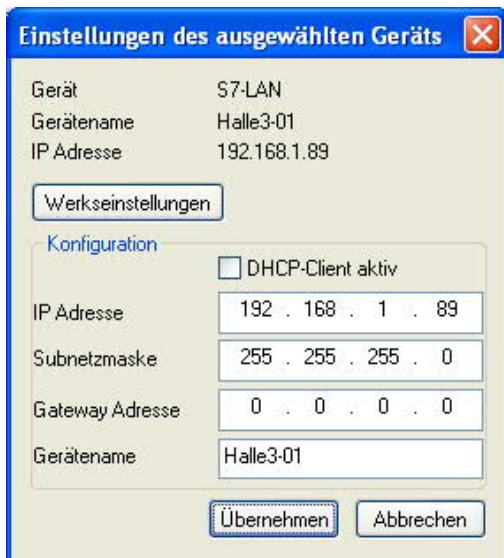 Einstellungen des ausgewählten Geräts
Gerät S7-LAN
Gerätename Halle3-01
IP Adresse 192.168.1.89
Werkseinstellungen
Konfiguration
DHCP-Client aktiv
IP Adresse 192 . 168 . 1 . 89
Subnetzmaske 255 . 255 . 255 . 0
Gateway Adresse 0 . 0 . 0 . 0
Gerätename Halle3-01
Übernehmen Abbrechen